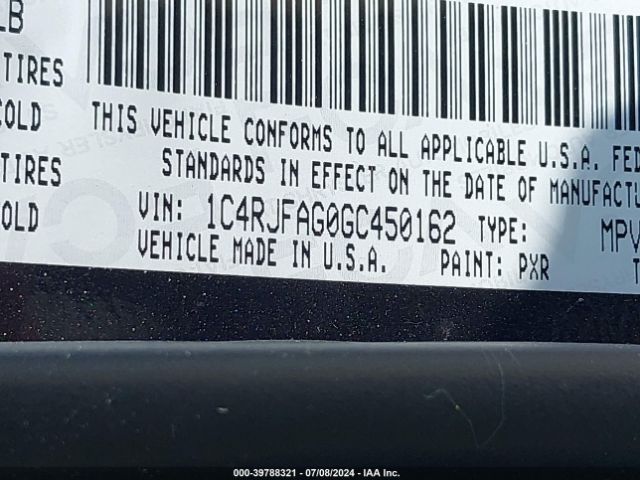 LB
TIRES
COLD
THIS VEHICLE CONFORMS TO ALL APPLICABLE U.S.A. FED
TIRES
STANDARDS IN EFFECT ON THE DATE OF MANUFACTU
OLD
VIN: 1C4RJFAG0GC450162 TYPE: MPV
VEHICLE MADE IN U.S.A. PAINT: PXR T
000-39788321 - 07/08/2024 - IAA Inc.